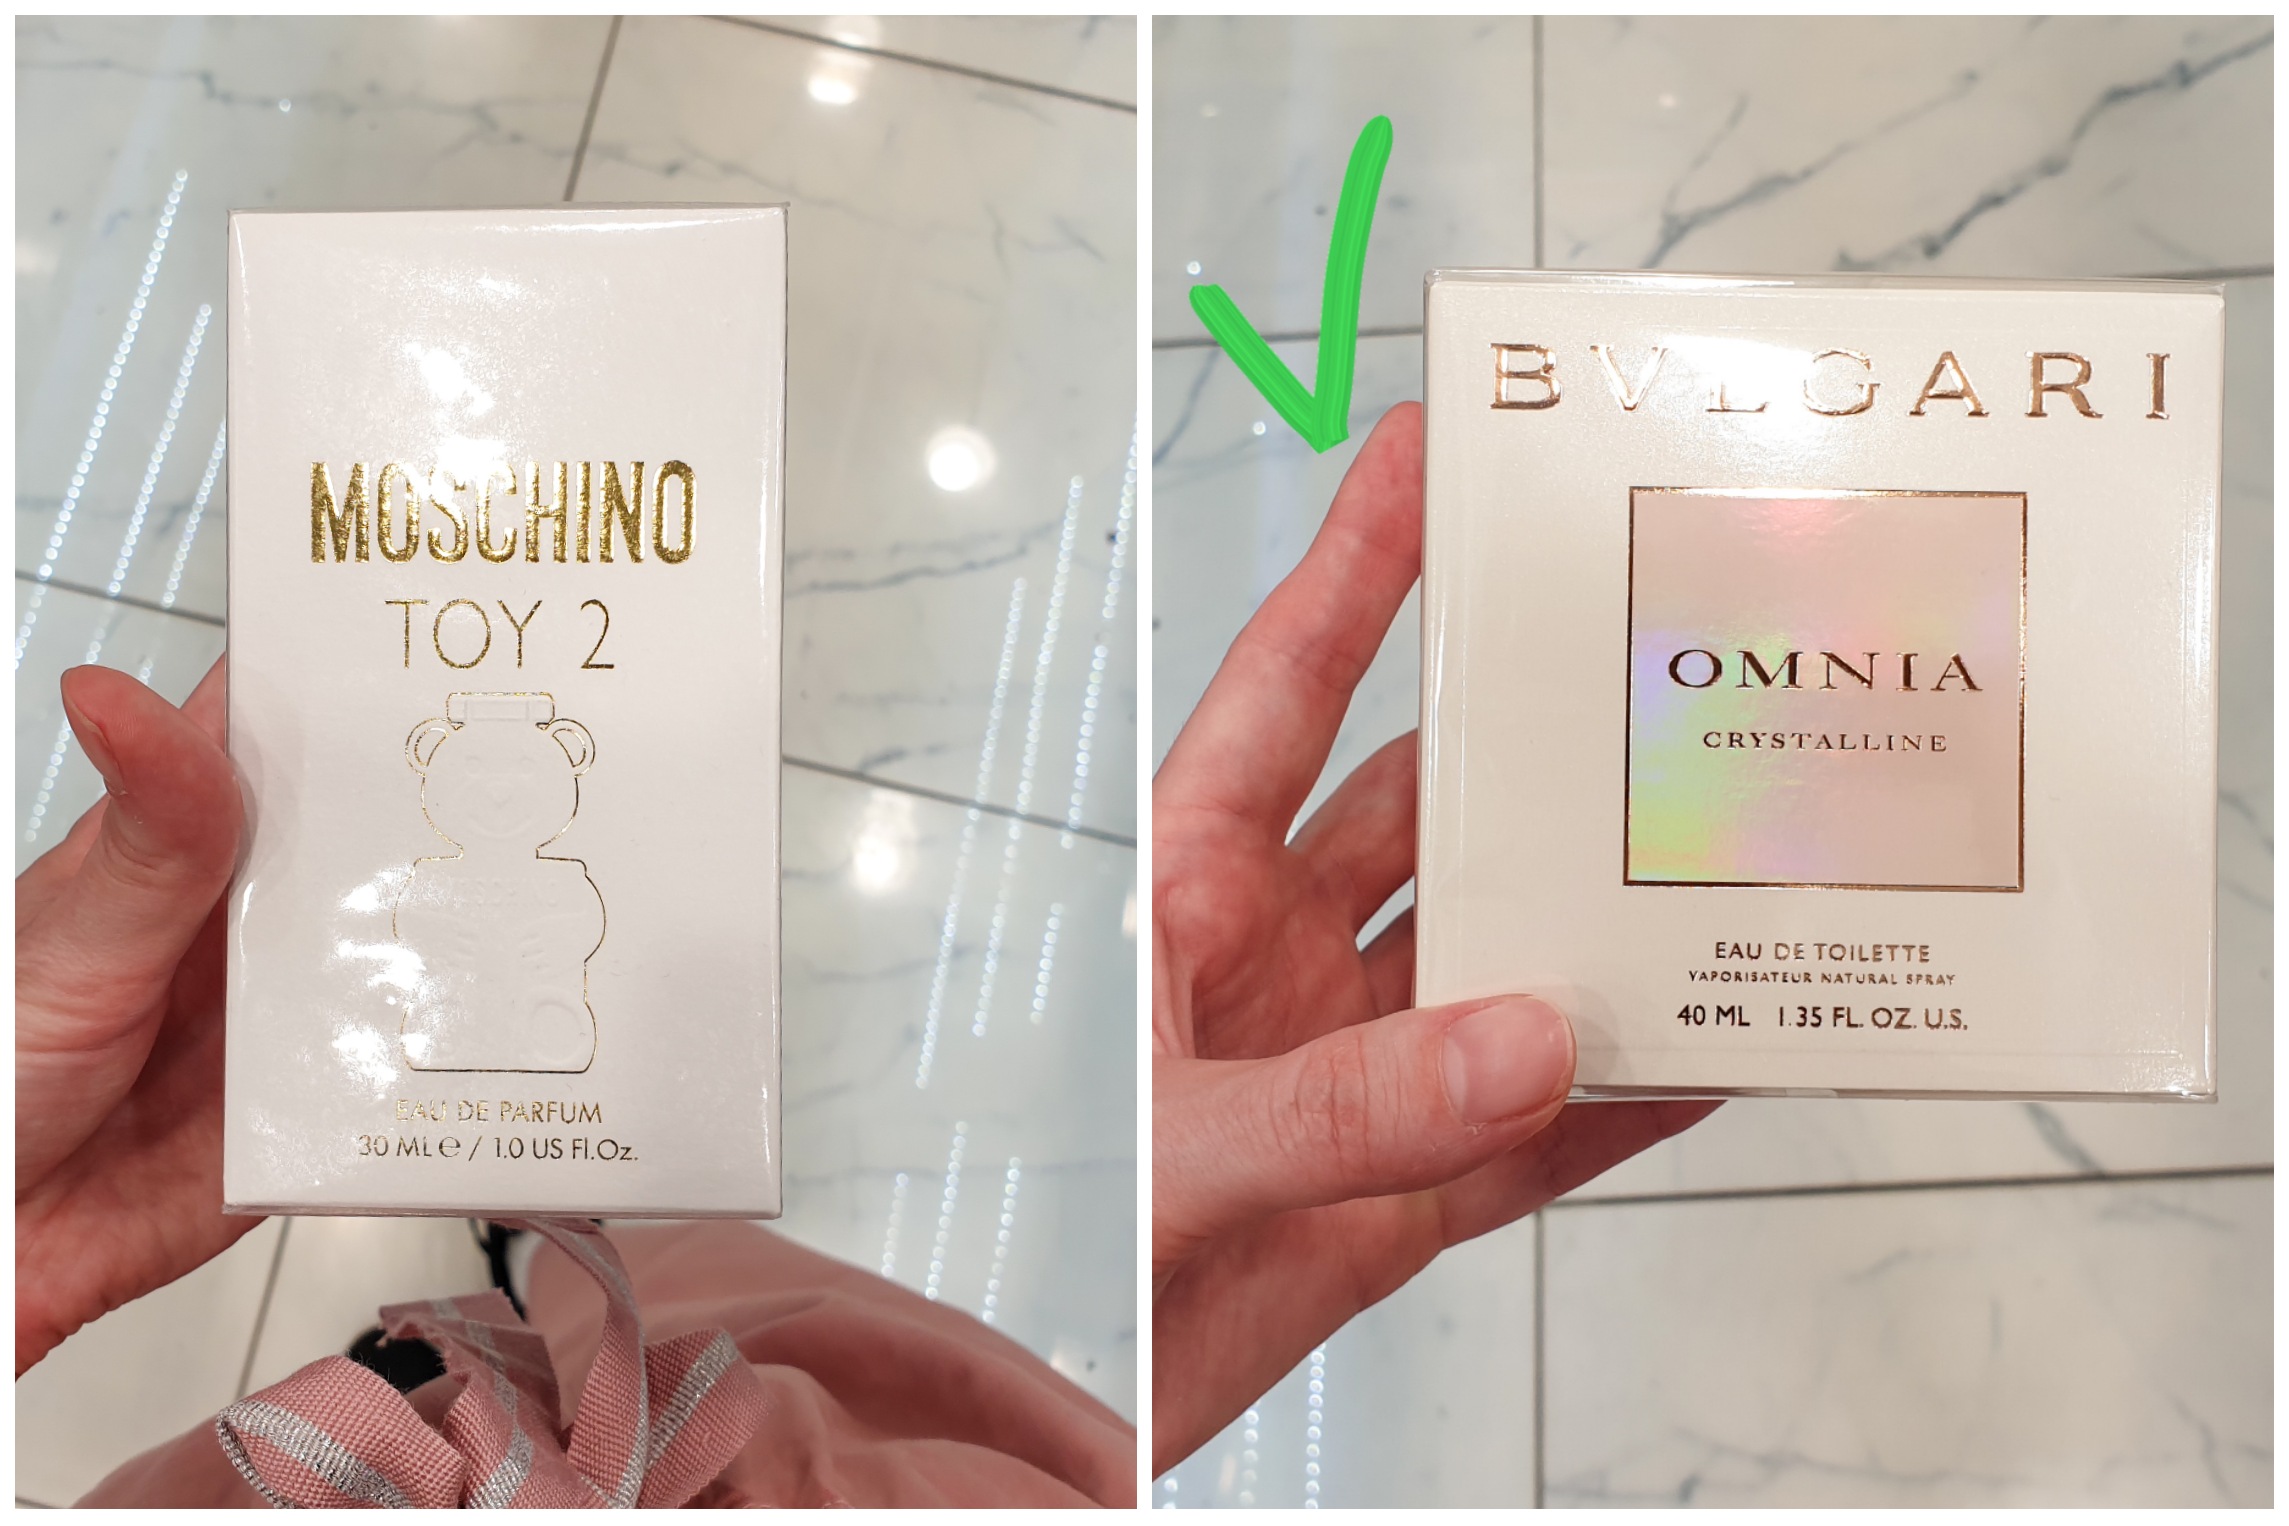 MOSCHINO
TOY 2
MOSCHINO
EAU DE PARFUM
30 ML ℮ / 1.0 US Fl.Oz.
BVLGARI
OMNIA
CRYSTALLINE
EAU DE TOILETTE
VAPORISATEUR NATURAL SPRAY
40 ML 1.35 FL. OZ. U.S.